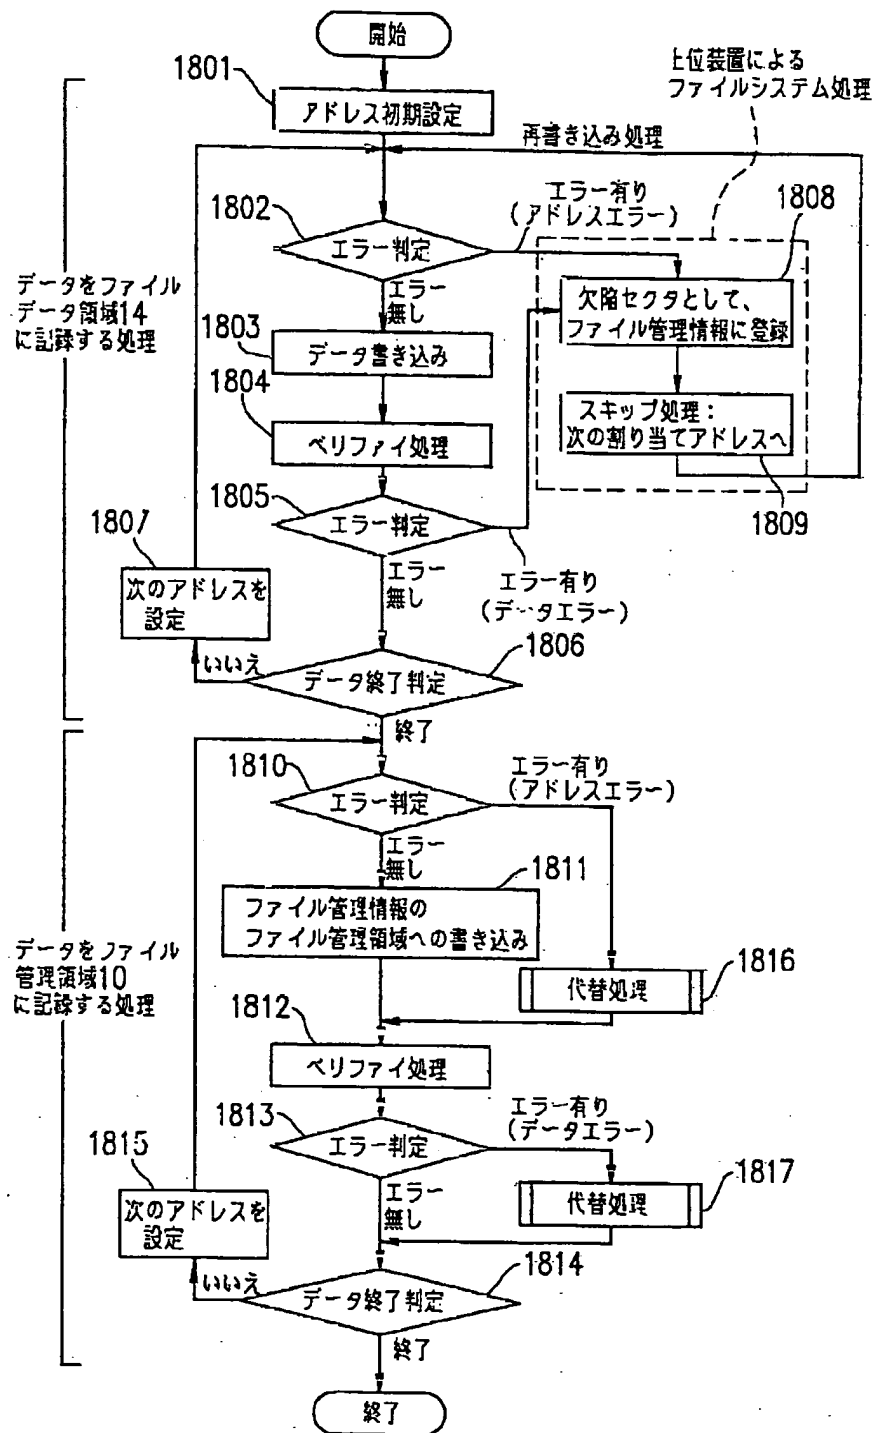 開始
1801
アドレス初期設定
上位装置による
ファイルシステム処理
再書き込み処理
1802
エラー判定
エラー有り
(アドレスエラー)
1808
欠陥セクタとして、
ファイル管理情報に登録
データをファイル
データ領域14
に記録する処理
エラー
無し
1803
データ書き込み
1804
ベリファイ処理
スキップ処理:
次の割り当てアドレスへ
1809
1805
エラー判定
エラー有り
(データエラー)
1807
次のアドレスを
設定
エラー
無し
いいえ
1806
データ終了判定
終了
1810
エラー判定
エラー有り
(アドレスエラー)
エラー
無し
1811
ファイル管理情報の
ファイル管理領域への書き込み
データをファイル
管理領域10
に記録する処理
1816
代替処理
1812
ベリファイ処理
1813
エラー判定
エラー有り
(データエラー)
1817
代替処理
1815
次のアドレスを
設定
エラー
無し
いいえ
1814
データ終了判定
終了
終了